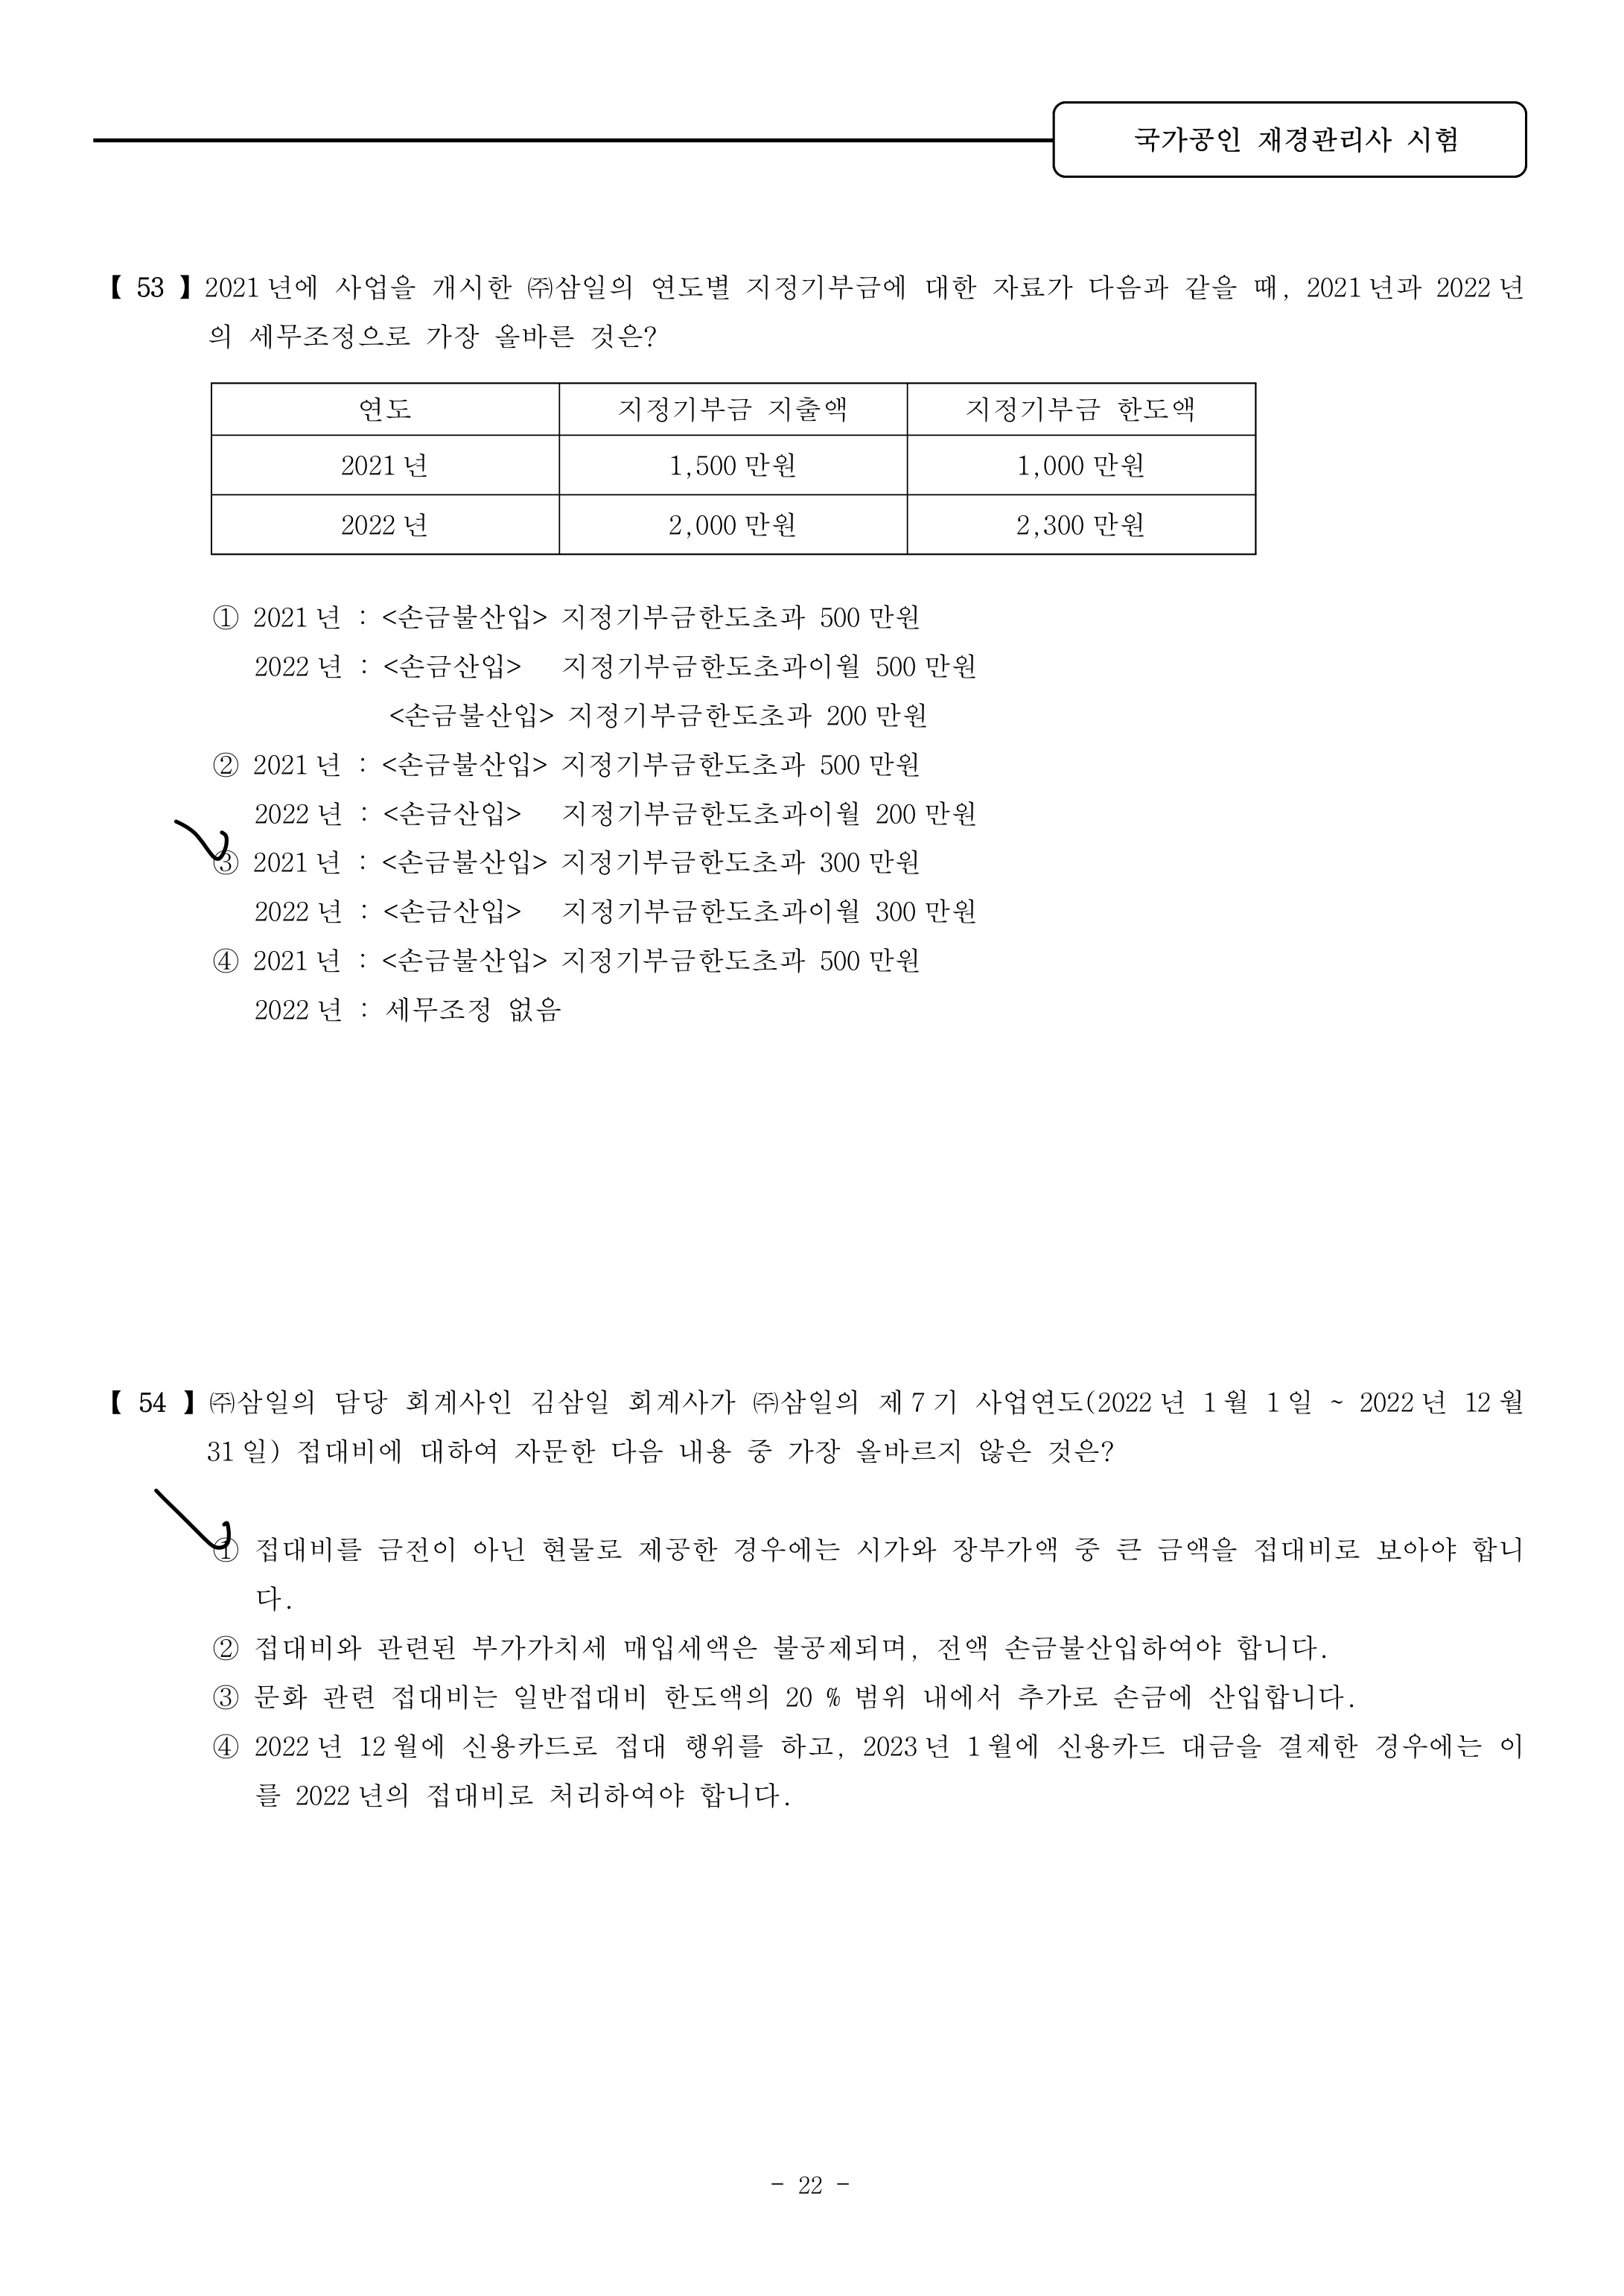 국가공인 재경관리사 시험
【 53 】 2021년에 사업을 개시한 ㈜삼일의 연도별 지정기부금에 대한 자료가 다음과 같을 때, 2021년과 2022년
의 세무조정으로 가장 올바른 것은?
연도 지정기부금 지출액 지정기부금 한도액
2021년 1,500만원 1,000만원
2022년 2,000만원 2,300만원
① 2021년 : <손금불산입> 지정기부금한도초과 500만원
2022년 : <손금산입> 지정기부금한도초과이월 500만원
<손금불산입> 지정기부금한도초과 200만원
② 2021년 : <손금불산입> 지정기부금한도초과 500만원
2022년 : <손금산입> 지정기부금한도초과이월 200만원
③ 2021년 : <손금불산입> 지정기부금한도초과 300만원
2022년 : <손금산입> 지정기부금한도초과이월 300만원
④ 2021년 : <손금불산입> 지정기부금한도초과 500만원
2022년 : 세무조정 없음
【 54 】 ㈜삼일의 담당 회계사인 김삼일 회계사가 ㈜삼일의 제7기 사업연도(2022년 1월 1일 ~ 2022년 12월
31일) 접대비에 대하여 자문한 다음 내용 중 가장 올바르지 않은 것은?
① 접대비를 금전이 아닌 현물로 제공한 경우에는 시가와 장부가액 중 큰 금액을 접대비로 보아야 합니
다.
② 접대비와 관련된 부가가치세 매입세액은 불공제되며, 전액 손금불산입하여야 합니다.
③ 문화 관련 접대비는 일반접대비 한도액의 20 % 범위 내에서 추가로 손금에 산입합니다.
④ 2022년 12월에 신용카드로 접대 행위를 하고, 2023년 1월에 신용카드 대금을 결제한 경우에는 이
를 2022년의 접대비로 처리하여야 합니다.
- 22 -